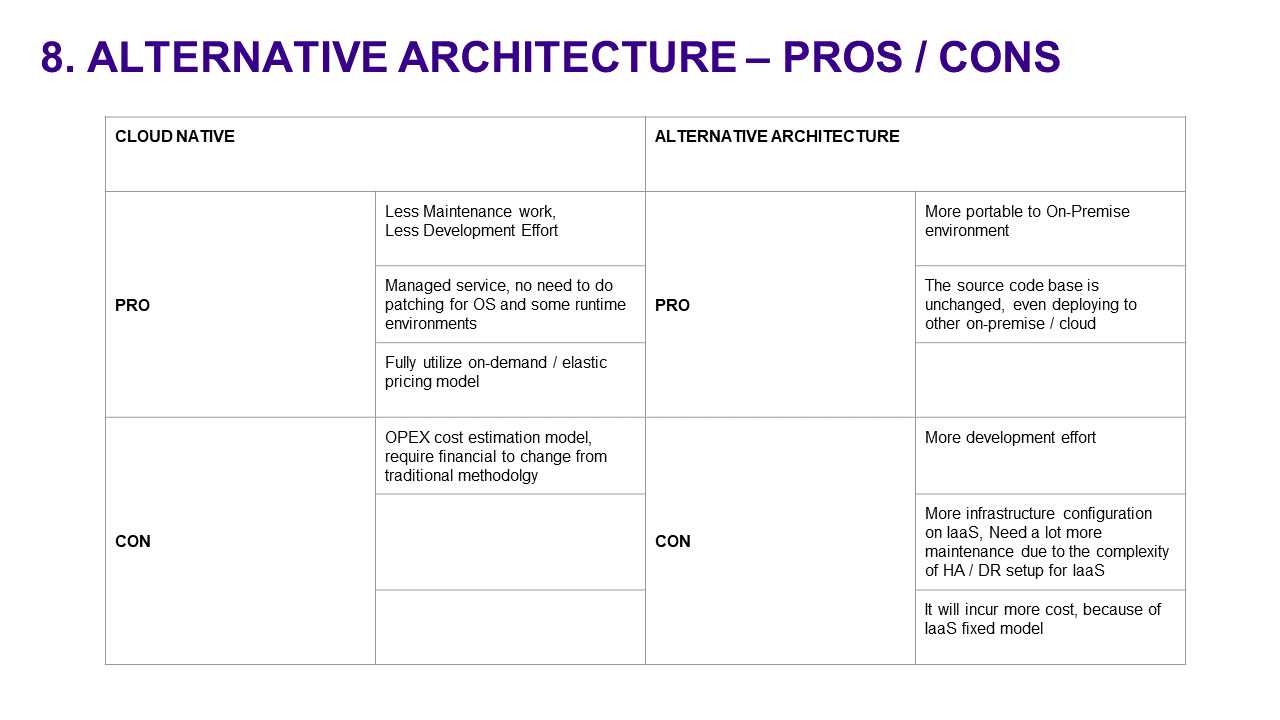 8. ALTERNATIVE ARCHITECTURE – PROS / CONS
CLOUD NATIVE
ALTERNATIVE ARCHITECTURE
PRO
Less Maintenance work,
Less Development Effort
Managed service, no need to do
patching for OS and some runtime
environments
Fully utilize on-demand / elastic
pricing model
PRO
More portable to On-Premise
environment
The source code base is
unchanged, even deploying to
other on-premise / cloud
CON
OPEX cost estimation model,
require financial to change from
traditional methodolgy
CON
More development effort
More infrastructure configuration
on IaaS, Need a lot more
maintenance due to the complexity
of HA / DR setup for IaaS
It will incur more cost, because of
IaaS fixed model